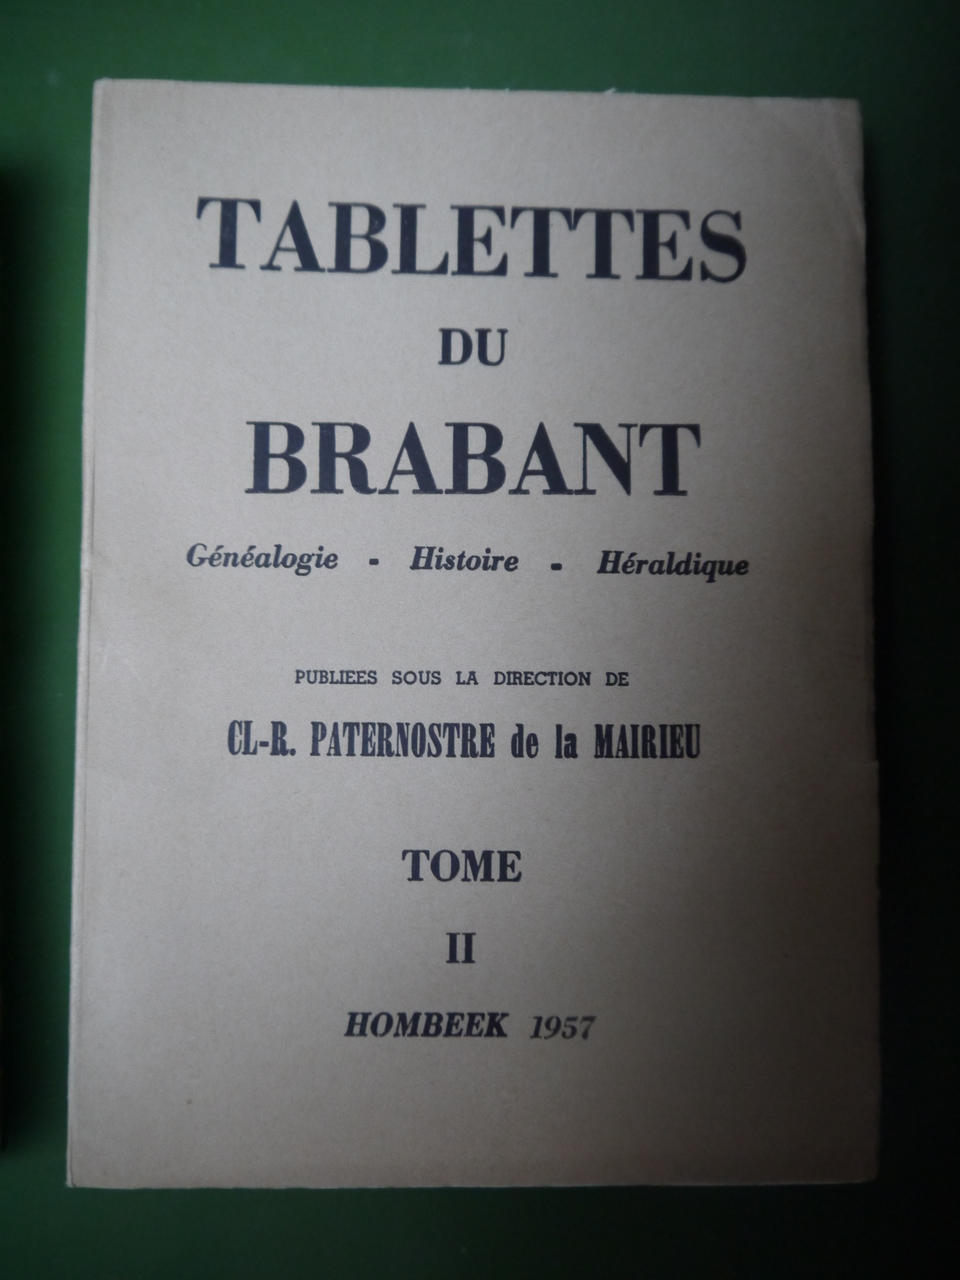 TABLETTES
DU
BRABANT
Généalogie - Histoire - Héraldique
PUBLIEES SOUS LA DIRECTION DE
CL-R. PATERNOSTRE de la MAIRIEU
TOME
II
HOMBEEK 1957